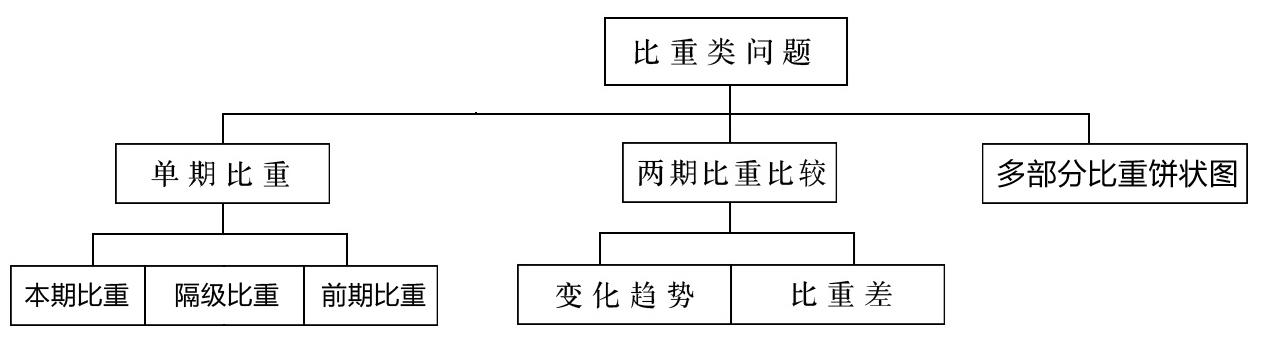 比重类问题
单期比重
两期比重比较
多部分比重饼状图
本期比重
隔级比重
前期比重
变化趋势
比重差